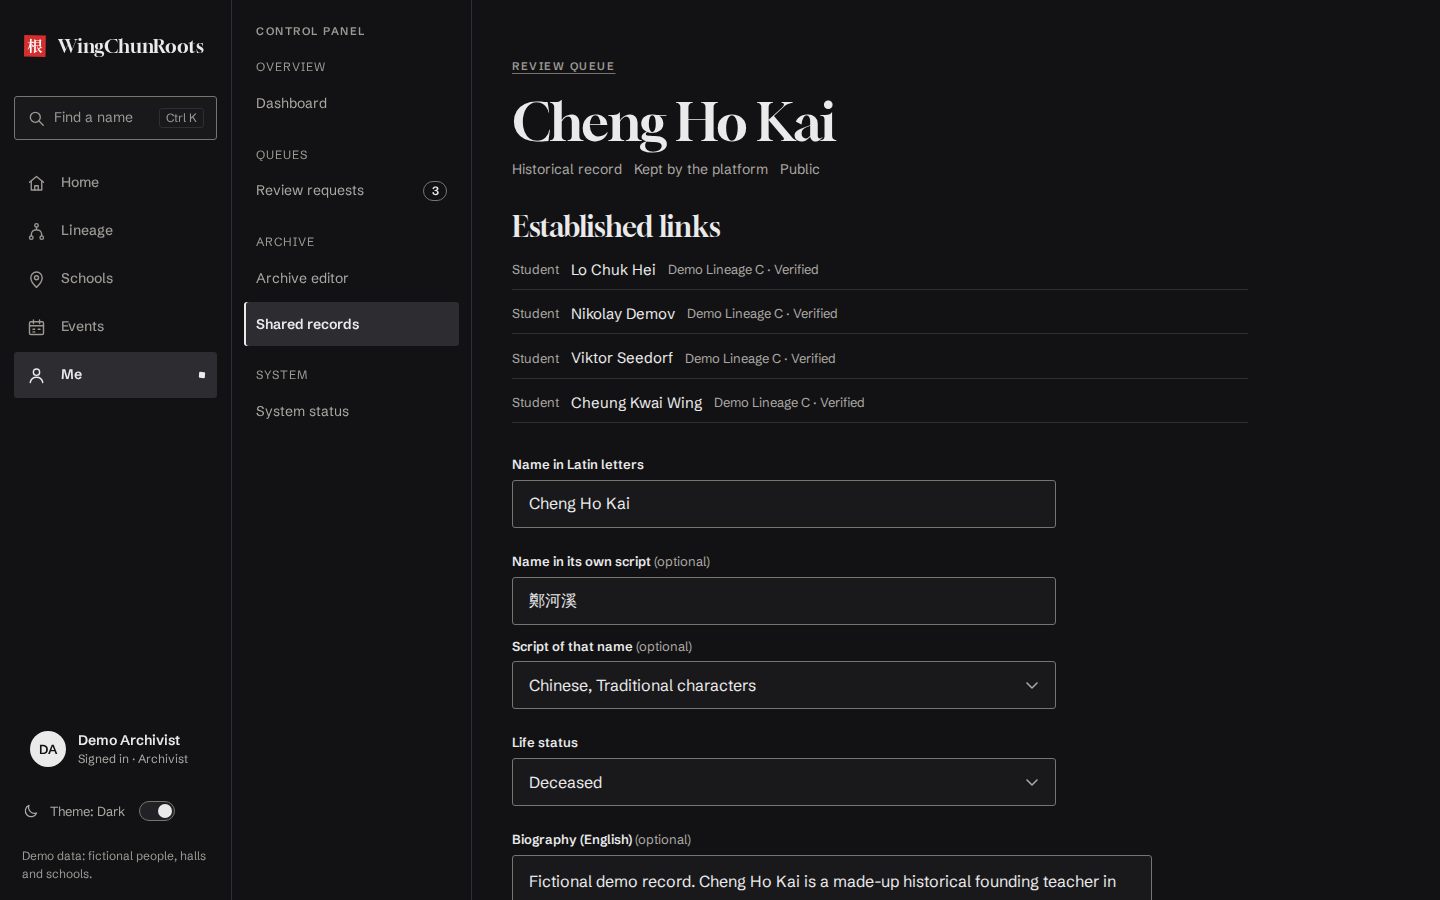 根 WingChunRoots
Find a name Ctrl K
Home
Lineage
Schools
Events
Me
DA
Demo Archivist
Signed in · Archivist
Theme: Dark
Demo data: fictional people, halls
and schools.
CONTROL PANEL
OVERVIEW
Dashboard
QUEUES
Review requests 3
ARCHIVE
Archive editor
Shared records
SYSTEM
System status
REVIEW QUEUE
Cheng Ho Kai
Historical record Kept by the platform Public
Established links
Student Lo Chuk Hei Demo Lineage C · Verified
Student Nikolay Demov Demo Lineage C · Verified
Student Viktor Seedorf Demo Lineage C · Verified
Student Cheung Kwai Wing Demo Lineage C · Verified
Name in Latin letters
Cheng Ho Kai
Name in its own script (optional)
鄭河溪
Script of that name (optional)
Chinese, Traditional characters
Life status
Deceased
Biography (English) (optional)
Fictional demo record. Cheng Ho Kai is a made-up historical founding teacher in